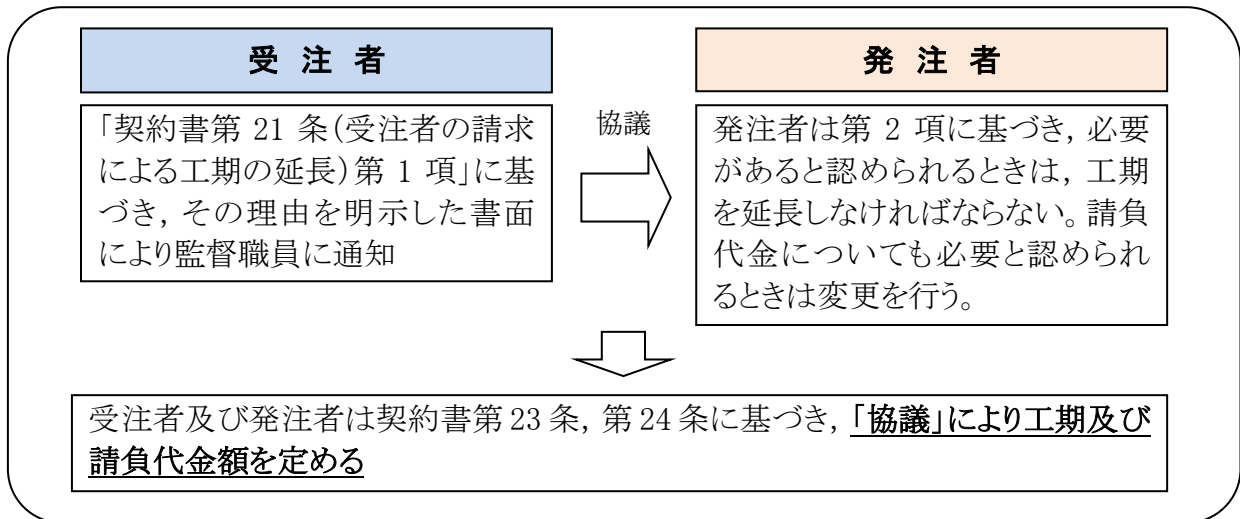 受 注 者
「契約書第 21 条(受注者の請求
による工期の延長)第 1 項」に基
づき, その理由を明示した書面
により監督職員に通知
協議
発 注 者
発注者は第 2 項に基づき, 必要
があると認められるときは, 工期
を延長しなければならない。請負
代金についても必要と認められ
るときは変更を行う。
受注者及び発注者は契約書第 23 条, 第 24 条に基づき, 「協議」により工期及び
請負代金額を定める